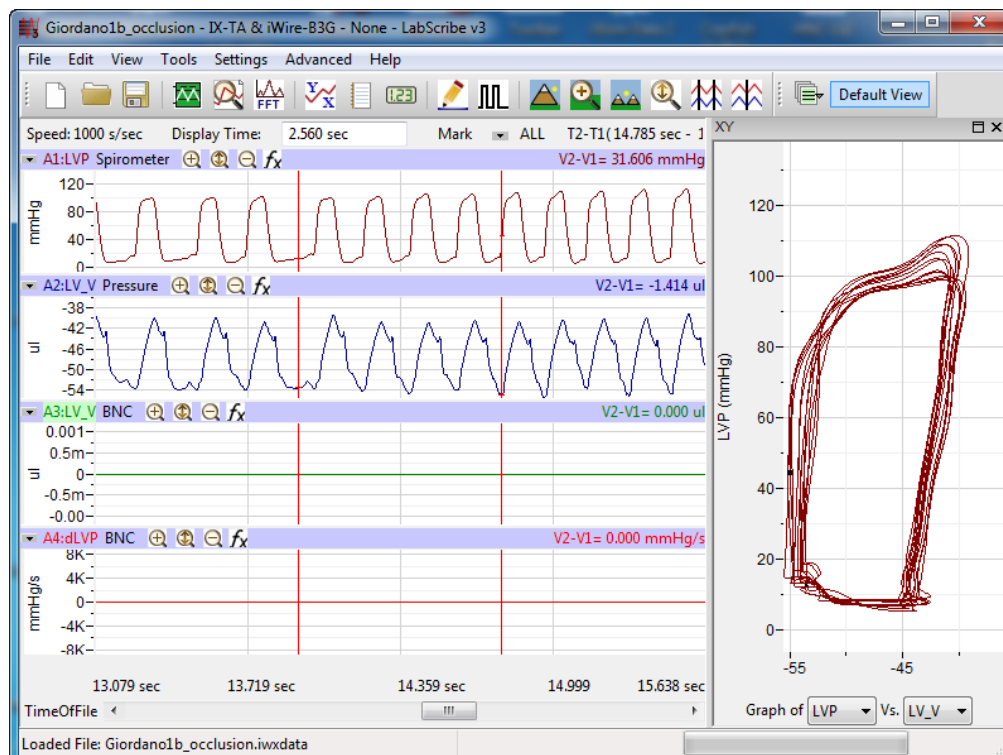 Giordano1b_occlusion - IX-TA & iWire-B3G - None - LabScribe v3
File Edit View Tools Settings Advanced Help
FFT Y X 1.23 Default View
Speed: 1000 s/sec Display Time: 2.560 sec Mark ALL T2-T1( 14.785 sec - 1
XY
A1:LVP Spirometer fx V2-V1= 31.606 mmHg
120
80
40
0
mmHg
A2:LV_V Pressure fx V2-V1= -1.414 ul
-38
-42
-46
-50
-54
ul
A3:LV_V BNC fx V2-V1= 0.000 ul
0.001
0.5m
0
-0.5m
-0.00
ul
A4:dLVP BNC fx V2-V1= 0.000 mmHg/s
8K
4K
0
-4K
-8K
mmHg/s
13.079 sec 13.719 sec 14.359 sec 14.999 15.638 sec
TimeOfFile
120
100
80
60
40
20
0
LVP (mmHg)
-55 -45
Graph of LVP Vs. LV_V
Loaded File: Giordano1b_occlusion.iwxdata